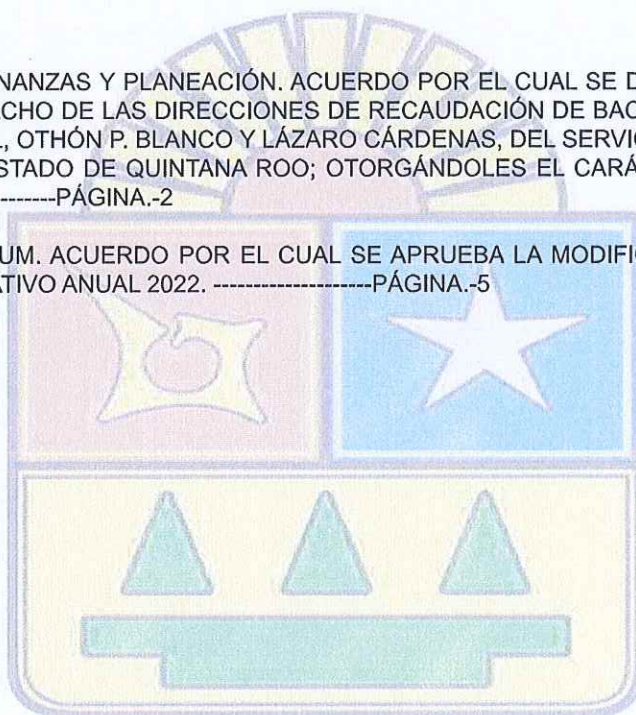 NANZAS Y PLANEACIÓN. ACUERDO POR EL CUAL SE D
CHO DE LAS DIRECCIONES DE RECAUDACIÓN DE BAC
L, OTHÓN P. BLANCO Y LÁZARO CÁRDENAS, DEL SERVIC
STADO DE QUINTANA ROO; OTORGÁNDOLES EL CARÁ
--------PÁGINA.-2
UM. ACUERDO POR EL CUAL SE APRUEBA LA MODIFIC
ATIVO ANUAL 2022. --------------------PÁGINA.-5